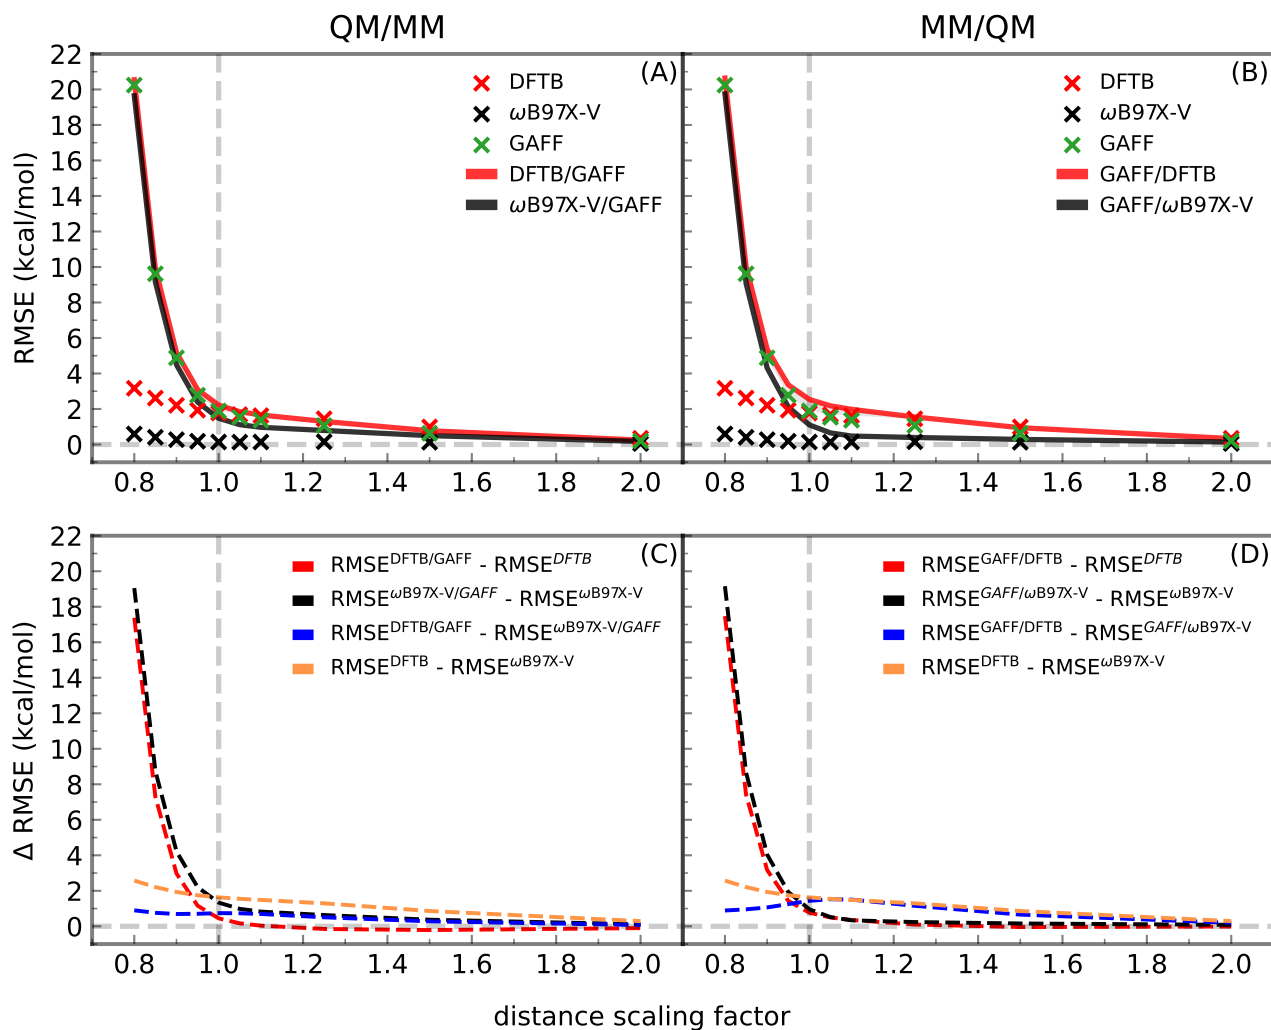 QM/MM
MM/QM
RMSE (kcal/mol)
22
20
18
16
14
12
10
8
6
4
2
0
(A)
DFTB
ωB97X-V
GAFF
DFTB/GAFF
ωB97X-V/GAFF
0.8 1.0 1.2 1.4 1.6 1.8 2.0
(B)
DFTB
ωB97X-V
GAFF
GAFF/DFTB
GAFF/ωB97X-V
0.8 1.0 1.2 1.4 1.6 1.8 2.0
Δ RMSE (kcal/mol)
22
20
18
16
14
12
10
8
6
4
2
0
(C)
RMSE^DFTB/GAFF - RMSE^DFTB
RMSE^ωB97X-V/GAFF - RMSE^ωB97X-V
RMSE^DFTB/GAFF - RMSE^ωB97X-V/GAFF
RMSE^DFTB - RMSE^ωB97X-V
0.8 1.0 1.2 1.4 1.6 1.8 2.0
(D)
RMSE^GAFF/DFTB - RMSE^DFTB
RMSE^GAFF/ωB97X-V - RMSE^ωB97X-V
RMSE^GAFF/DFTB - RMSE^GAFF/ωB97X-V
RMSE^DFTB - RMSE^ωB97X-V
0.8 1.0 1.2 1.4 1.6 1.8 2.0
distance scaling factor